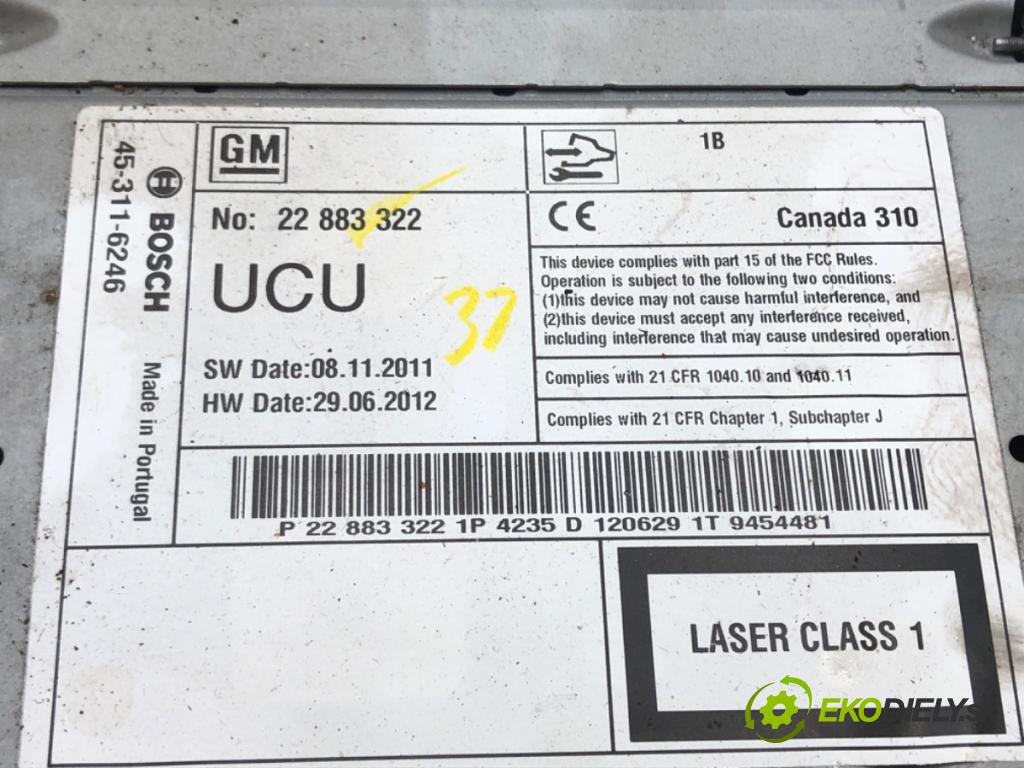 GM
1B
45-311-6246
BOSCH
Made in Portugal
No: 22 883 322
UCU
37
SW Date:08.11.2011
HW Date:29.06.2012
CE
Canada 310
This device complies with part 15 of the FCC Rules.
Operation is subject to the following two conditions:
(1)this device may not cause harmful interference, and
(2)this device must accept any interference received,
including interference that may cause undesired operation.
Complies with 21 CFR 1040.10 and 1040.11
Complies with 21 CFR Chapter 1, Subchapter J
P 22 883 322 1P 4235 D 120629 1T 9454481
LASER CLASS 1
EKODIELY.S